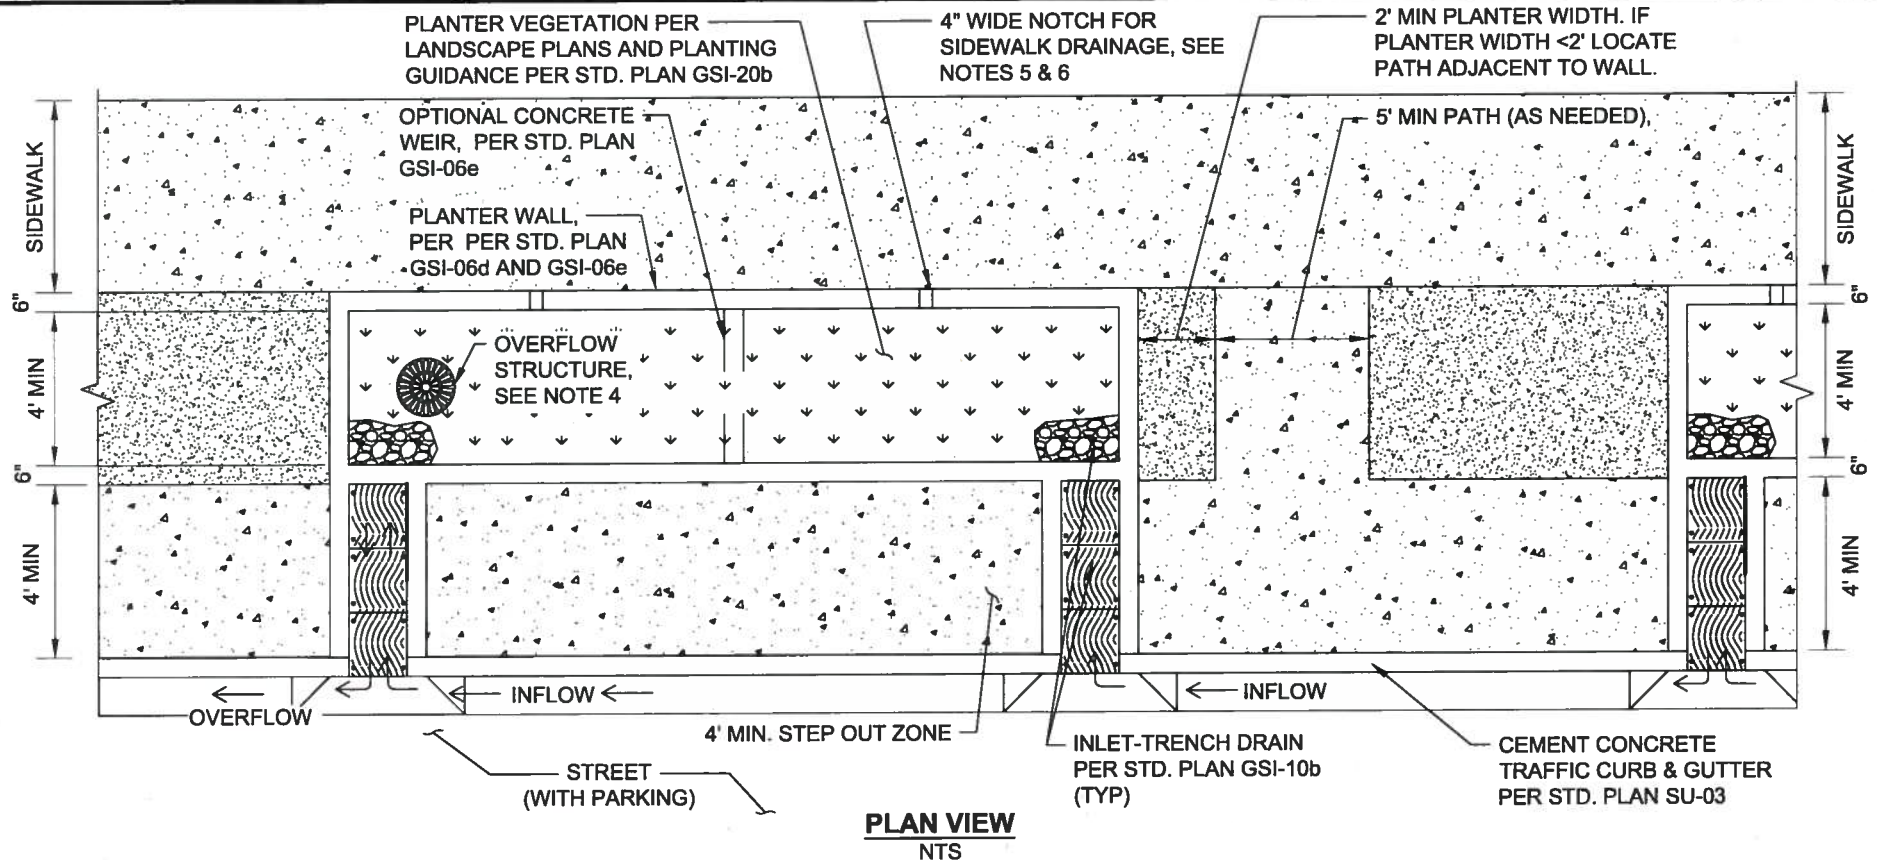 PLANTER VEGETATION PER
LANDSCAPE PLANS AND PLANTING
GUIDANCE PER STD. PLAN GSI-20b
4" WIDE NOTCH FOR
SIDEWALK DRAINAGE, SEE
NOTES 5 & 6
2' MIN PLANTER WIDTH. IF
PLANTER WIDTH <2' LOCATE
PATH ADJACENT TO WALL.
OPTIONAL CONCRETE
WEIR, PER STD. PLAN
GSI-06e
5' MIN PATH (AS NEEDED),
PLANTER WALL,
PER PER STD. PLAN
GSI-06d AND GSI-06e
SIDEWALK
6"
4' MIN
6"
4' MIN
SIDEWALK
6"
4' MIN
6"
4' MIN
OVERFLOW
STRUCTURE,
SEE NOTE 4
INFLOW
INFLOW
OVERFLOW
4' MIN. STEP OUT ZONE
STREET
(WITH PARKING)
INLET-TRENCH DRAIN
PER STD. PLAN GSI-10b
(TYP)
CEMENT CONCRETE
TRAFFIC CURB & GUTTER
PER STD. PLAN SU-03
PLAN VIEW
NTS